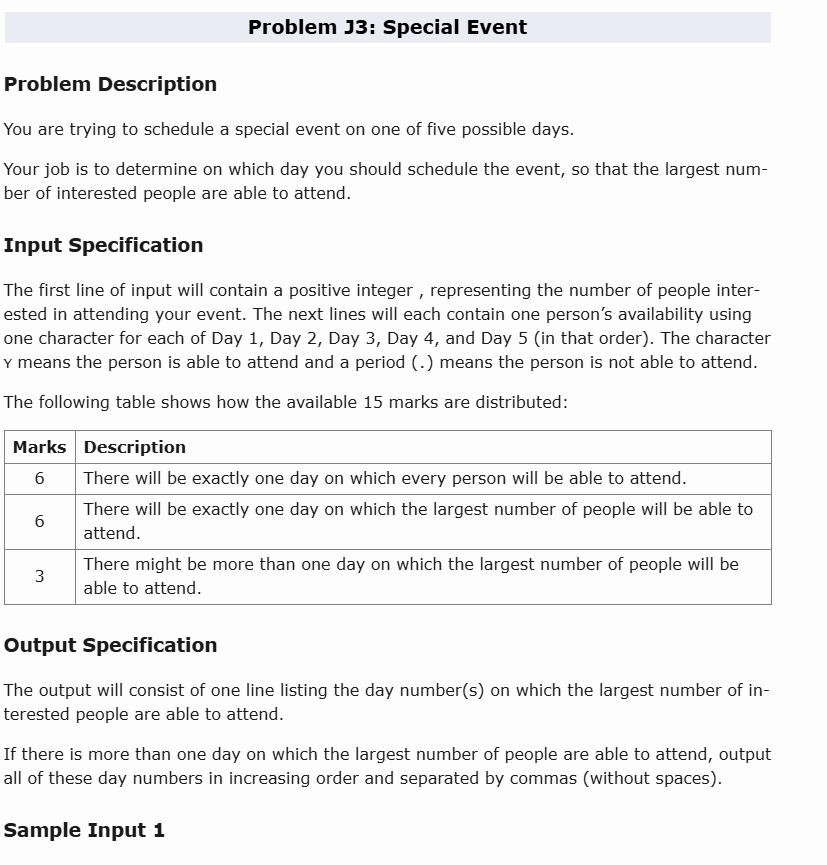 Problem J3: Special Event
Problem Description
You are trying to schedule a special event on one of five possible days.
Your job is to determine on which day you should schedule the event, so that the largest num-
ber of interested people are able to attend.
Input Specification
The first line of input will contain a positive integer , representing the number of people inter-
ested in attending your event. The next lines will each contain one person’s availability using
one character for each of Day 1, Day 2, Day 3, Day 4, and Day 5 (in that order). The character
Y means the person is able to attend and a period (.) means the person is not able to attend.
The following table shows how the available 15 marks are distributed:
Marks Description
6 There will be exactly one day on which every person will be able to attend.
6 There will be exactly one day on which the largest number of people will be able to
attend.
3 There might be more than one day on which the largest number of people will be
able to attend.
Output Specification
The output will consist of one line listing the day number(s) on which the largest number of in-
terested people are able to attend.
If there is more than one day on which the largest number of people are able to attend, output
all of these day numbers in increasing order and separated by commas (without spaces).
Sample Input 1